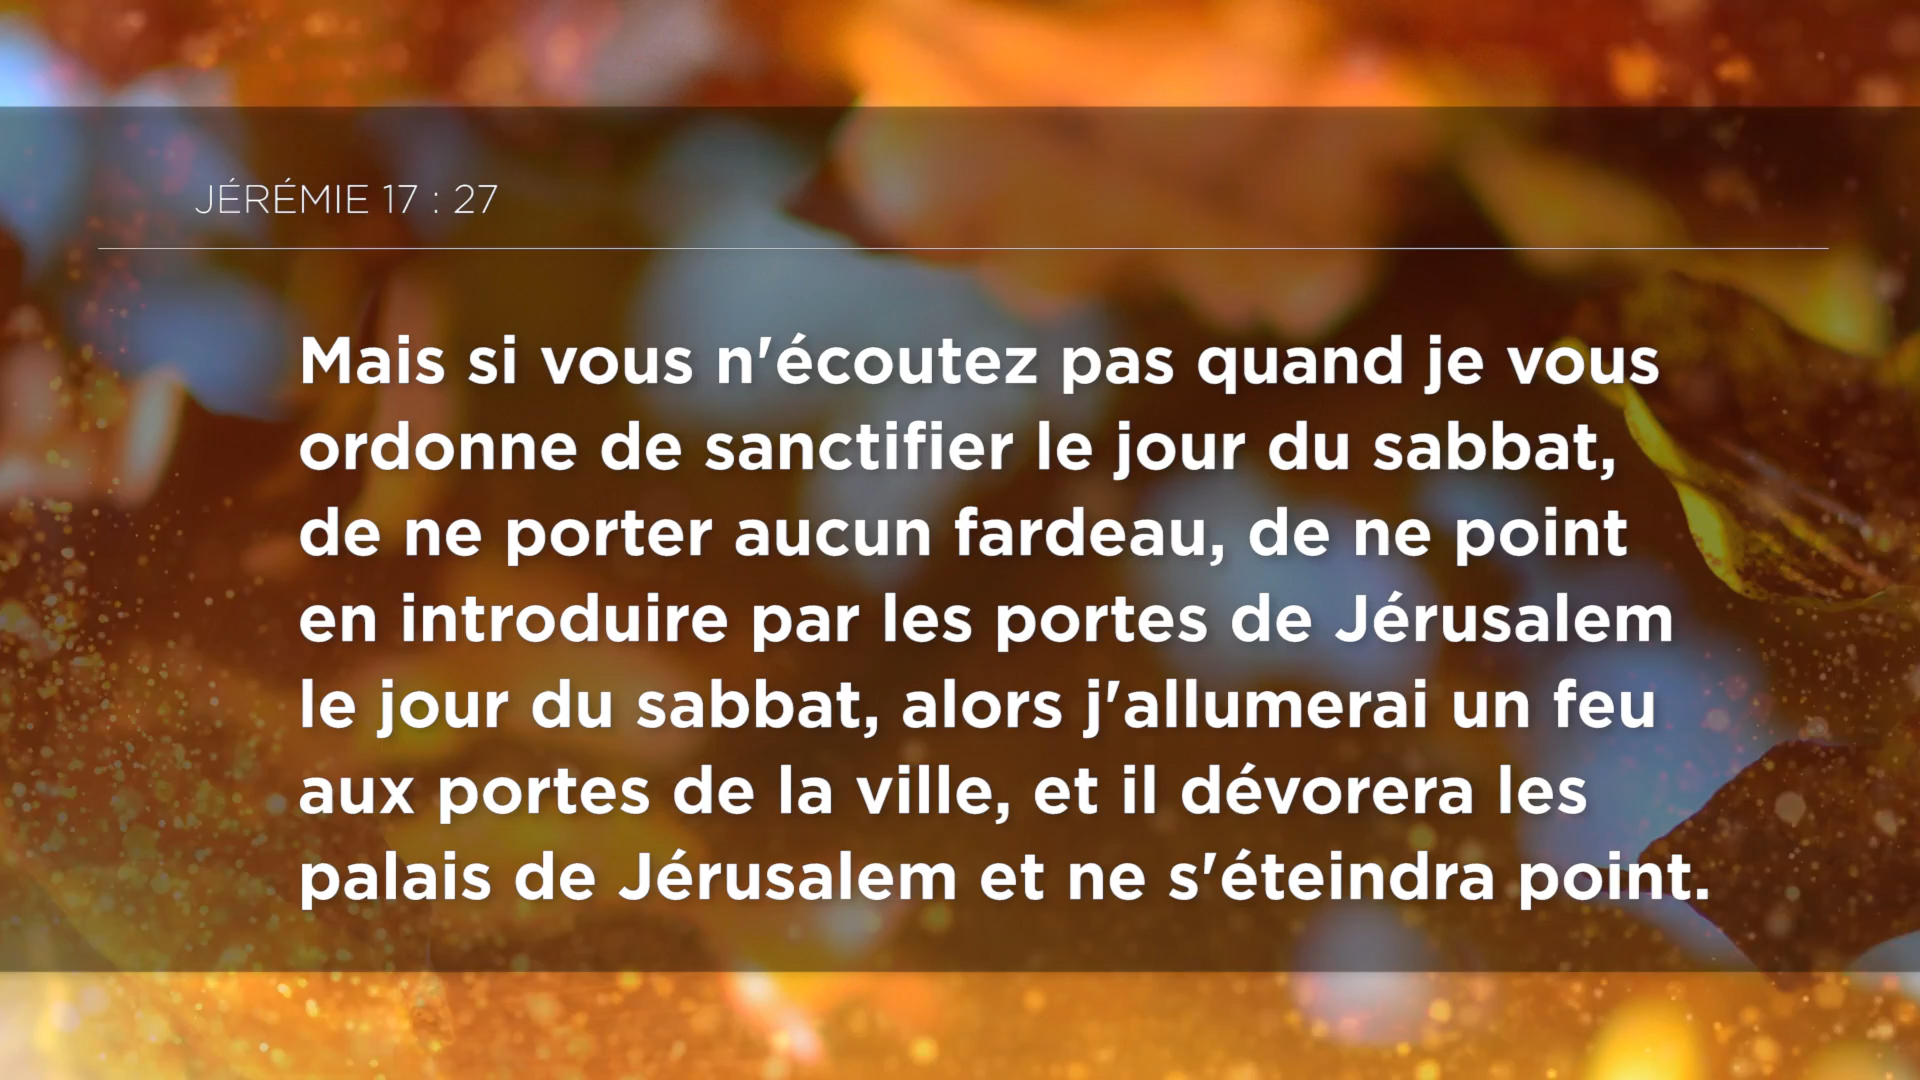 JÉRÉMIE 17 : 27
Mais si vous n'écoutez pas quand je vous
ordonne de sanctifier le jour du sabbat,
de ne porter aucun fardeau, de ne point
en introduire par les portes de Jérusalem
le jour du sabbat, alors j'allumerai un feu
aux portes de la ville, et il dévorera les
palais de Jérusalem et ne s'éteindra point.